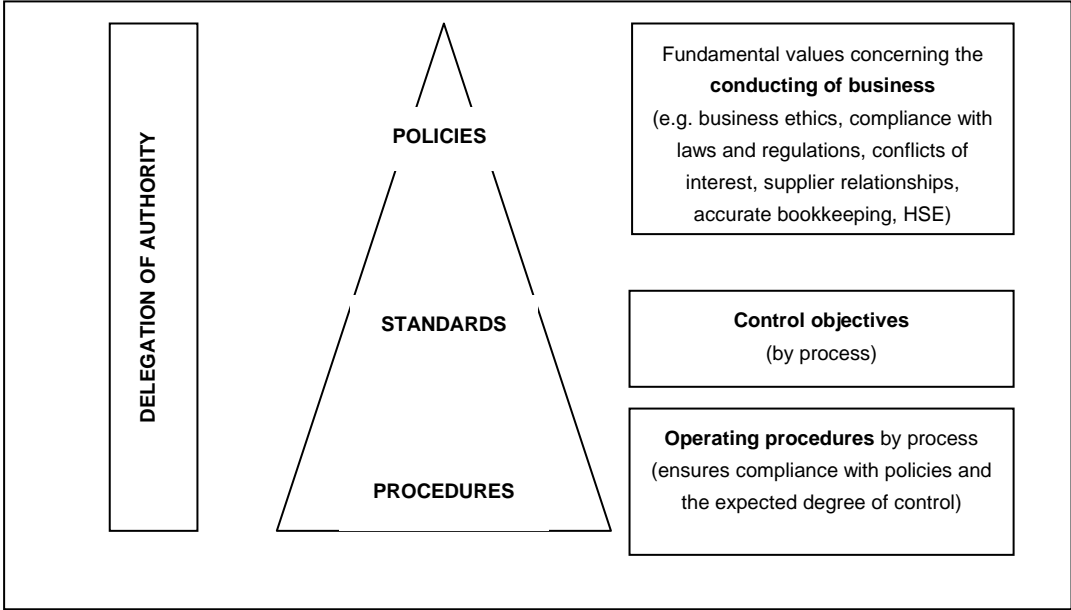 DELEGATION OF AUTHORITY
POLICIES
Fundamental values concerning the
conducting of business
(e.g. business ethics, compliance with
laws and regulations, conflicts of
interest, supplier relationships,
accurate bookkeeping, HSE)
STANDARDS
Control objectives
(by process)
PROCEDURES
Operating procedures by process
(ensures compliance with policies and
the expected degree of control)